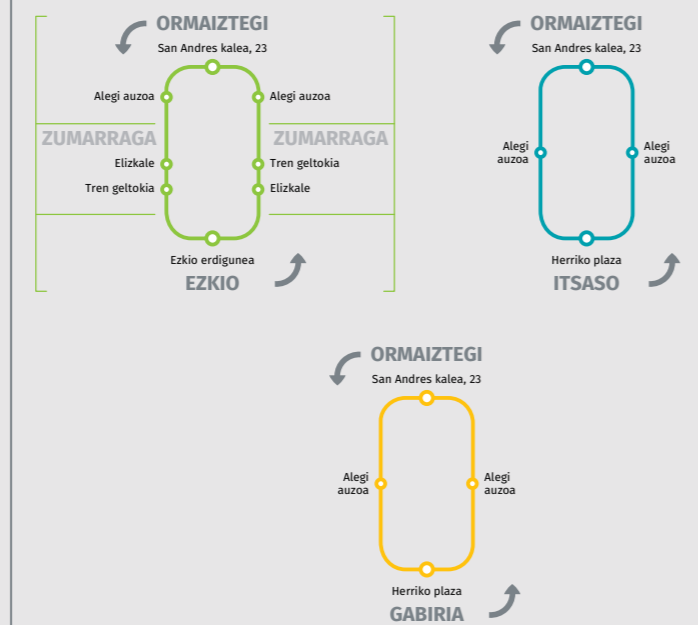 ORMAIZTEGI
San Andres kalea, 23
Alegi auzoa
Alegi auzoa
ZUMARRAGA
ZUMARRAGA
Elizkale
Tren geltokia
Tren geltokia
Elizkale
Ezkio erdigunea
EZKIO
ORMAIZTEGI
San Andres kalea, 23
Alegi
auzoa
Alegi
auzoa
Herriko plaza
ITSASO
ORMAIZTEGI
San Andres kalea, 23
Alegi
auzoa
Alegi
auzoa
Herriko plaza
GABIRIA